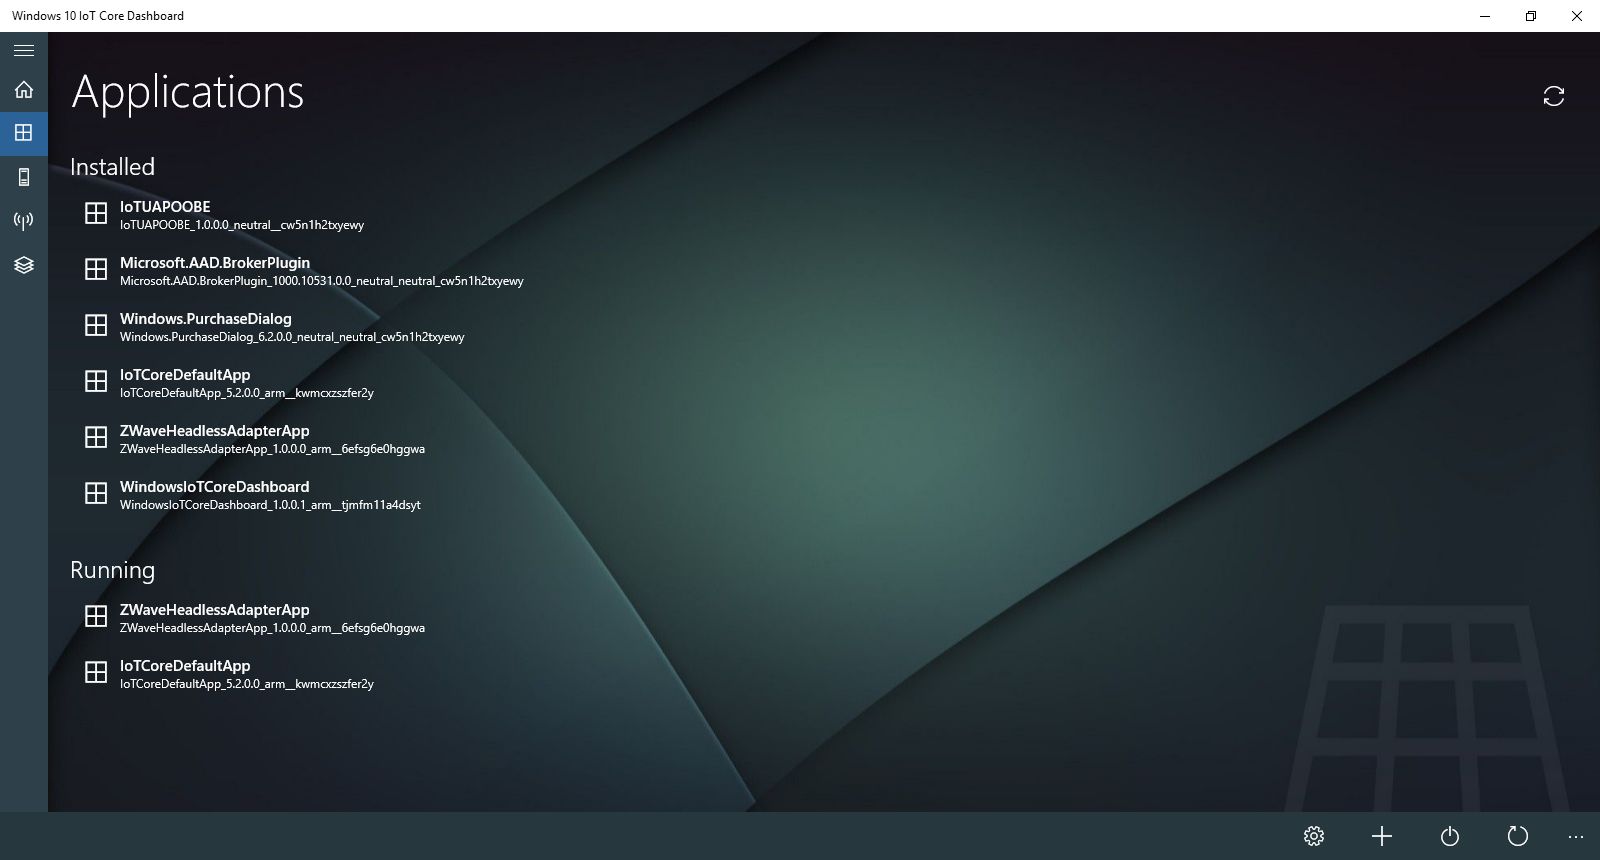 Windows 10 IoT Core Dashboard
Applications
Installed
IoTUAPOOBE
IoTUAPOOBE_1.0.0.0_neutral__cw5n1h2txyewy
Microsoft.AAD.BrokerPlugin
Microsoft.AAD.BrokerPlugin_1000.10531.0.0_neutral_neutral_cw5n1h2txyewy
Windows.PurchaseDialog
Windows.PurchaseDialog_6.2.0.0_neutral_neutral_cw5n1h2txyewy
IoTCoreDefaultApp
IoTCoreDefaultApp_5.2.0.0_arm__kwmcxzszfer2y
ZWaveHeadlessAdapterApp
ZWaveHeadlessAdapterApp_1.0.0.0_arm__6efsg6e0hggwa
WindowsIoTCoreDashboard
WindowsIoTCoreDashboard_1.0.0.1_arm__tjmfm11a4dsyt
Running
ZWaveHeadlessAdapterApp
ZWaveHeadlessAdapterApp_1.0.0.0_arm__6efsg6e0hggwa
IoTCoreDefaultApp
IoTCoreDefaultApp_5.2.0.0_arm__kwmcxzszfer2y